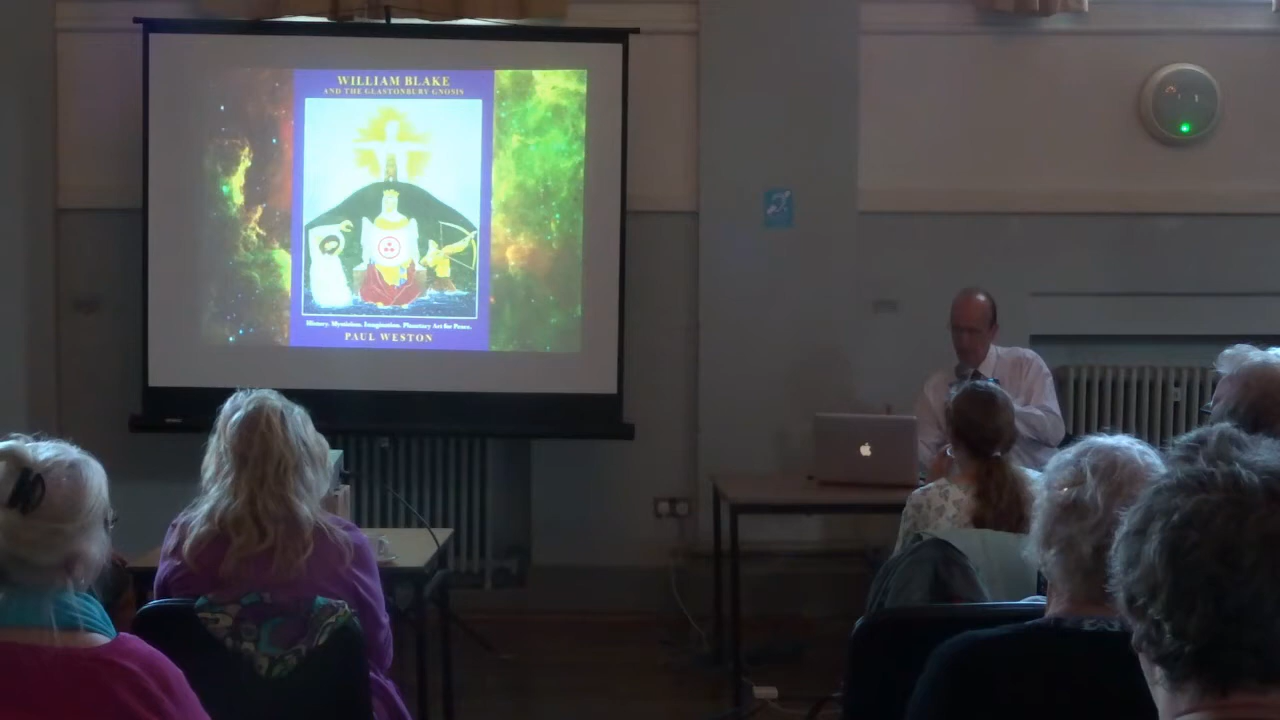 WILLIAM BLAKE
AND THE GLASTONBURY GNOSIS
History. Mysticism. Imagination. Planetary Art for Peace.
PAUL WESTON